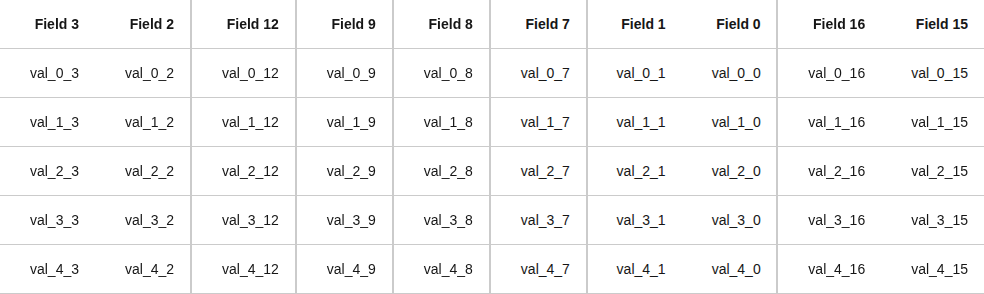 Field 3 Field 2 Field 12 Field 9 Field 8 Field 7 Field 1 Field 0 Field 16 Field 15
val_0_3 val_0_2 val_0_12 val_0_9 val_0_8 val_0_7 val_0_1 val_0_0 val_0_16 val_0_15
val_1_3 val_1_2 val_1_12 val_1_9 val_1_8 val_1_7 val_1_1 val_1_0 val_1_16 val_1_15
val_2_3 val_2_2 val_2_12 val_2_9 val_2_8 val_2_7 val_2_1 val_2_0 val_2_16 val_2_15
val_3_3 val_3_2 val_3_12 val_3_9 val_3_8 val_3_7 val_3_1 val_3_0 val_3_16 val_3_15
val_4_3 val_4_2 val_4_12 val_4_9 val_4_8 val_4_7 val_4_1 val_4_0 val_4_16 val_4_15